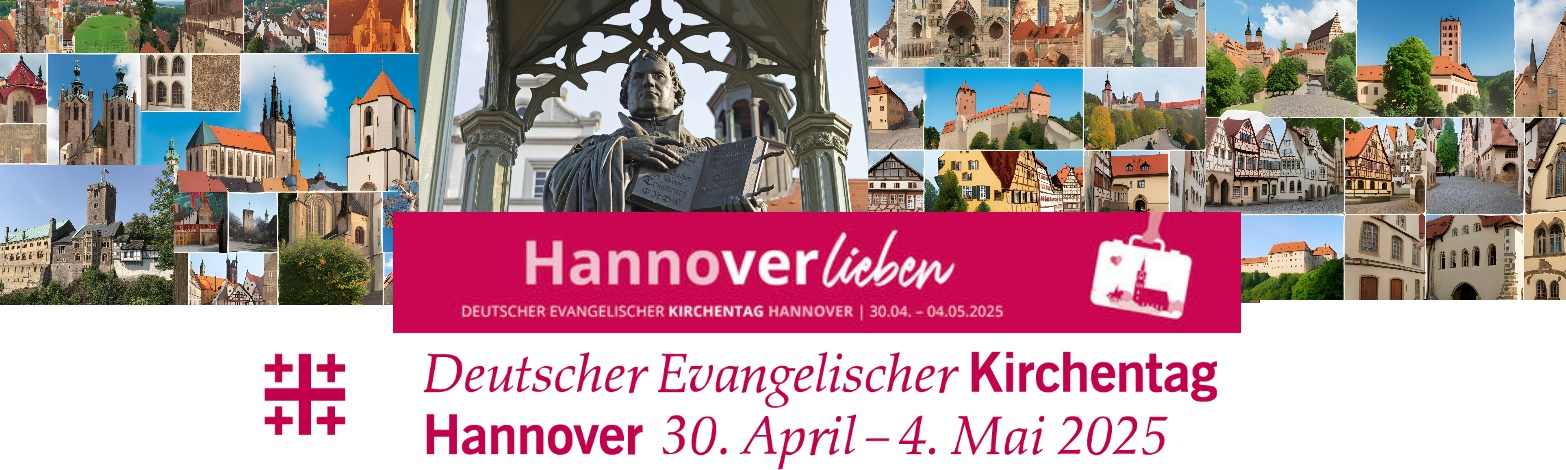 Hannoverlieben
DEUTSCHER EVANGELISCHER KIRCHENTAG HANNOVER | 30.04. – 04.05.2025
Deutscher Evangelischer Kirchentag
Hannover 30. April – 4. Mai 2025